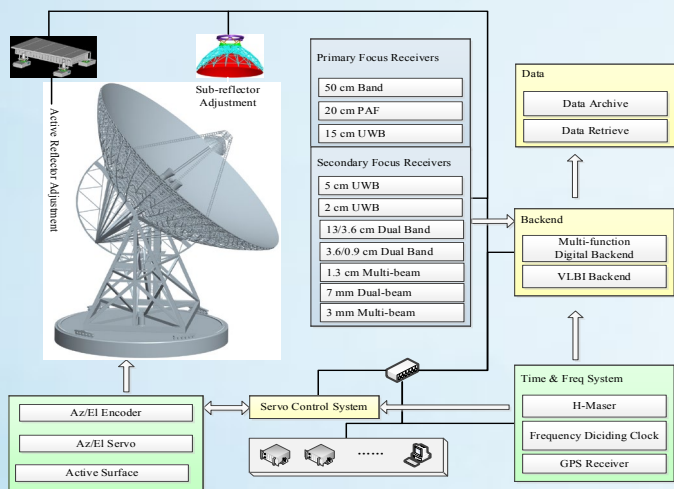 Sub-reflector
Adjustment
Active Reflector Adjustment
Primary Focus Receivers
50 cm Band
20 cm PAF
15 cm UWB
Secondary Focus Receivers
5 cm UWB
2 cm UWB
13/3.6 cm Dual Band
3.6/0.9 cm Dual Band
1.3 cm Multi-beam
7 mm Dual-beam
3 mm Multi-beam
Data
Data Archive
Data Retrieve
Backend
Multi-function
Digital Backend
VLBI Backend
Time & Freq System
H-Maser
Frequency Diciding Clock
GPS Receiver
Servo Control System
Az/El Encoder
Az/El Servo
Active Surface
······